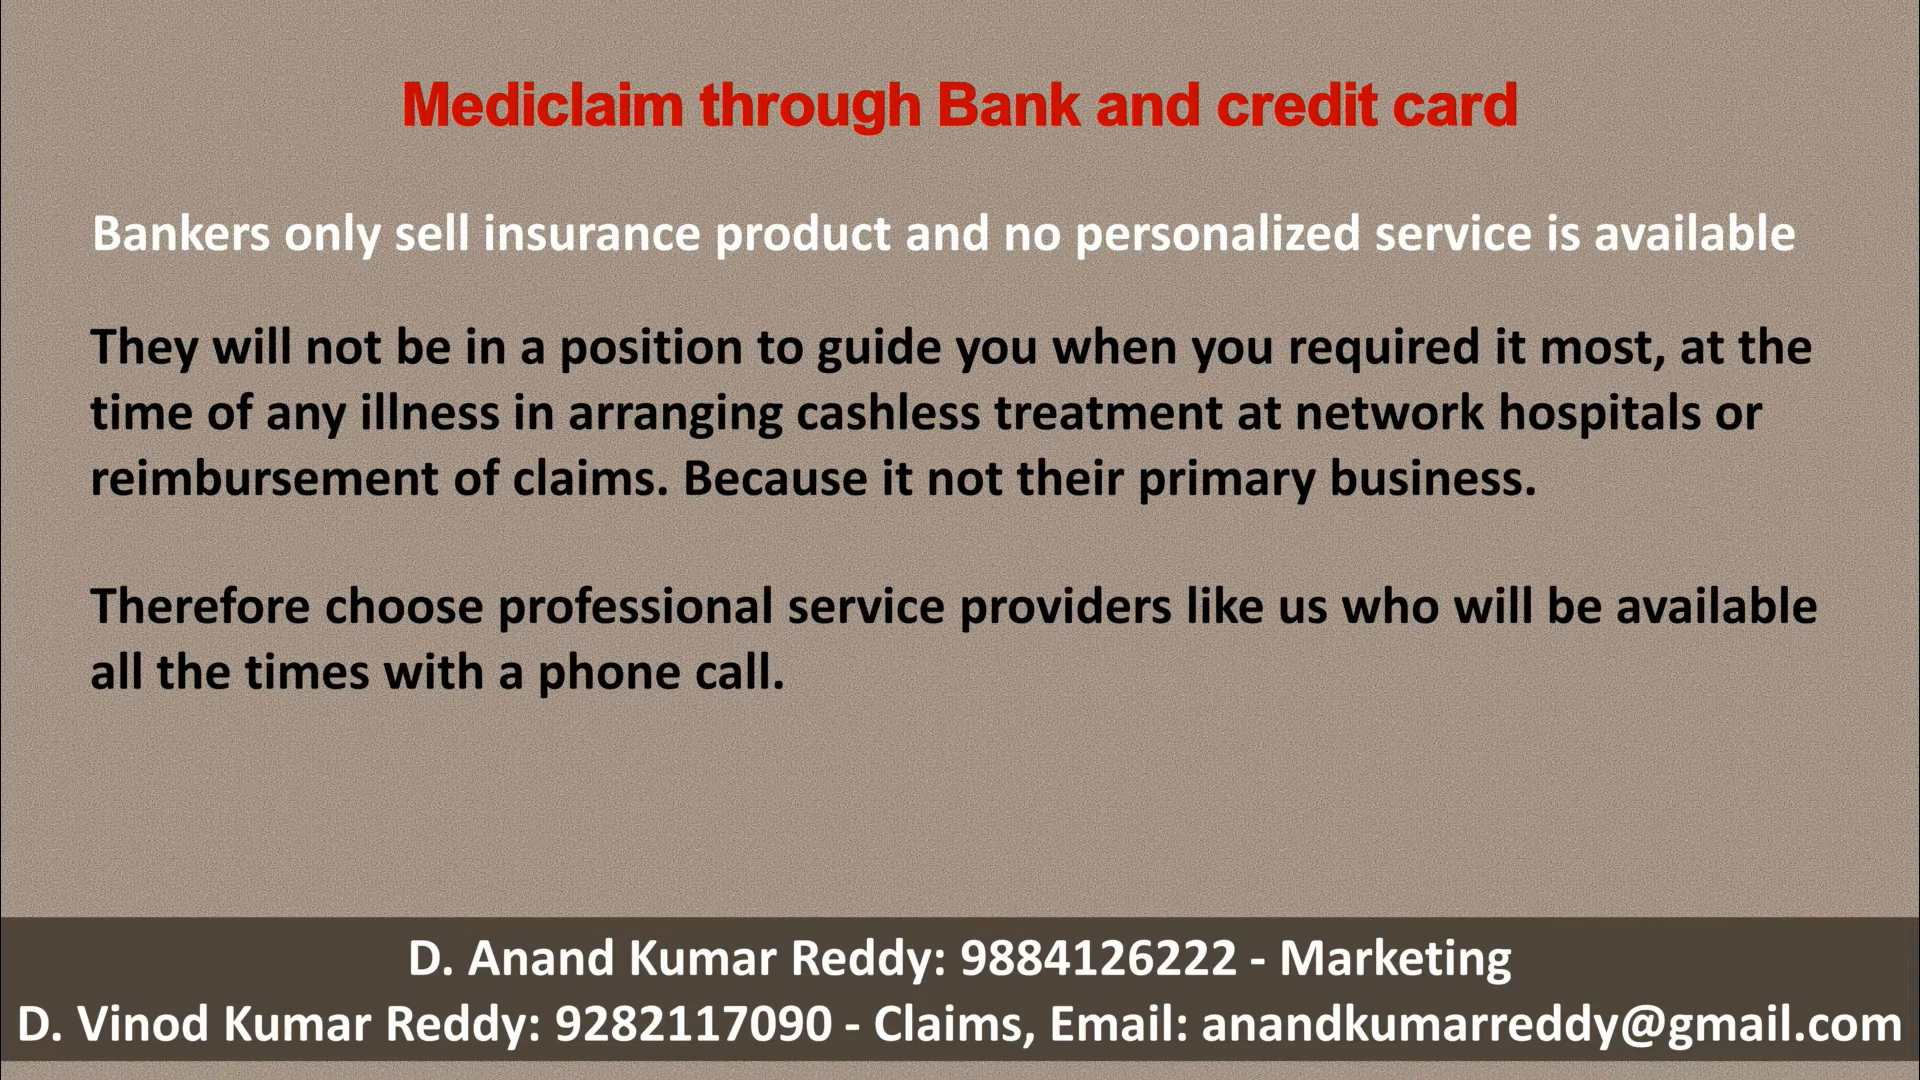 Mediclaim through Bank and credit card
Bankers only sell insurance product and no personalized service is available
They will not be in a position to guide you when you required it most, at the
time of any illness in arranging cashless treatment at network hospitals or
reimbursement of claims. Because it not their primary business.
Therefore choose professional service providers like us who will be available
all the times with a phone call.
D. Anand Kumar Reddy: 9884126222 - Marketing
D. Vinod Kumar Reddy: 9282117090 - Claims, Email: anandkumarreddy@gmail.com